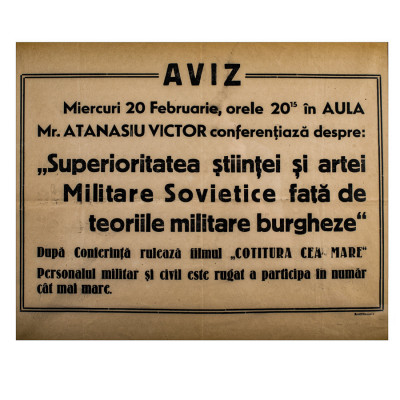 AVIZ
Miercuri 20 Februarie, orele 20¹⁵ în AULA
Mr. ATANASIU VICTOR conferențiază despre:
„Superioritatea științei și artei
Militare Sovietice față de
teoriile militare burgheze“
După Conferință rulează filmul „COTITURA CEA MARE“
Personalul militar și civil este rugat a participa în număr
cât mai marc.